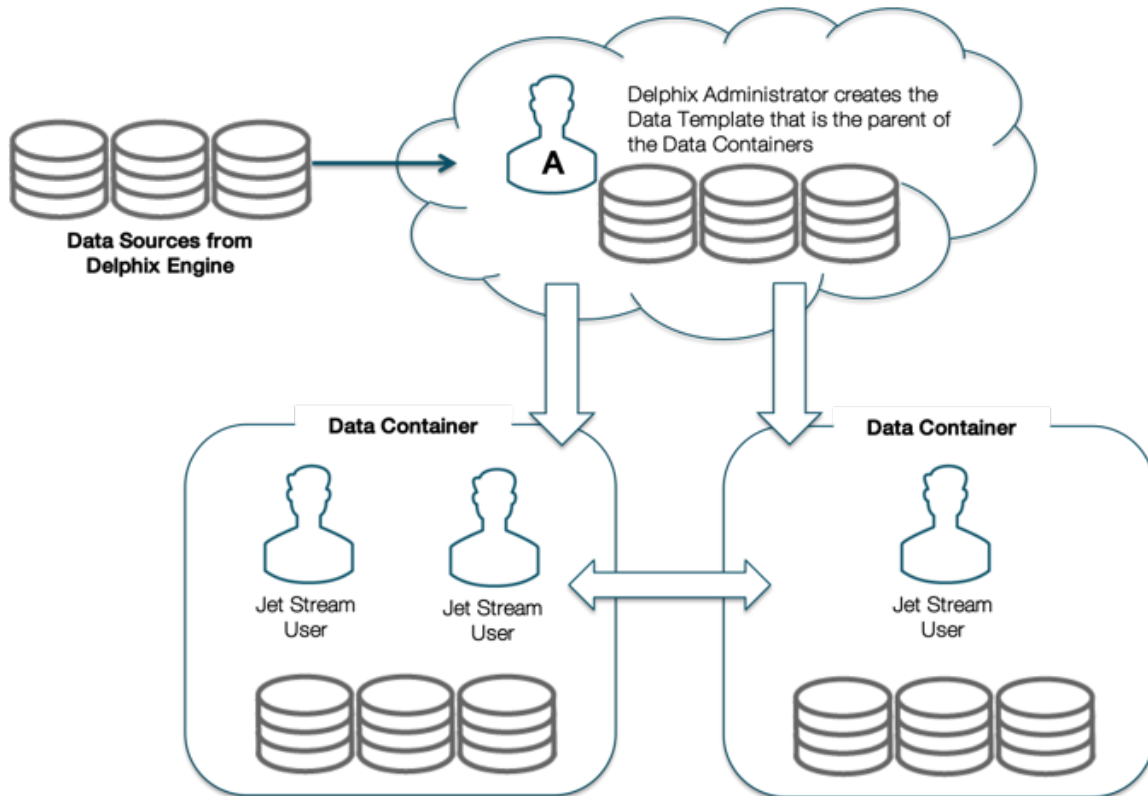 Delphix Administrator creates the
Data Template that is the parent of
the Data Containers
A
Data Sources from
Delphix Engine
Data Container
Data Container
Jet Stream
User
Jet Stream
User
Jet Stream
User